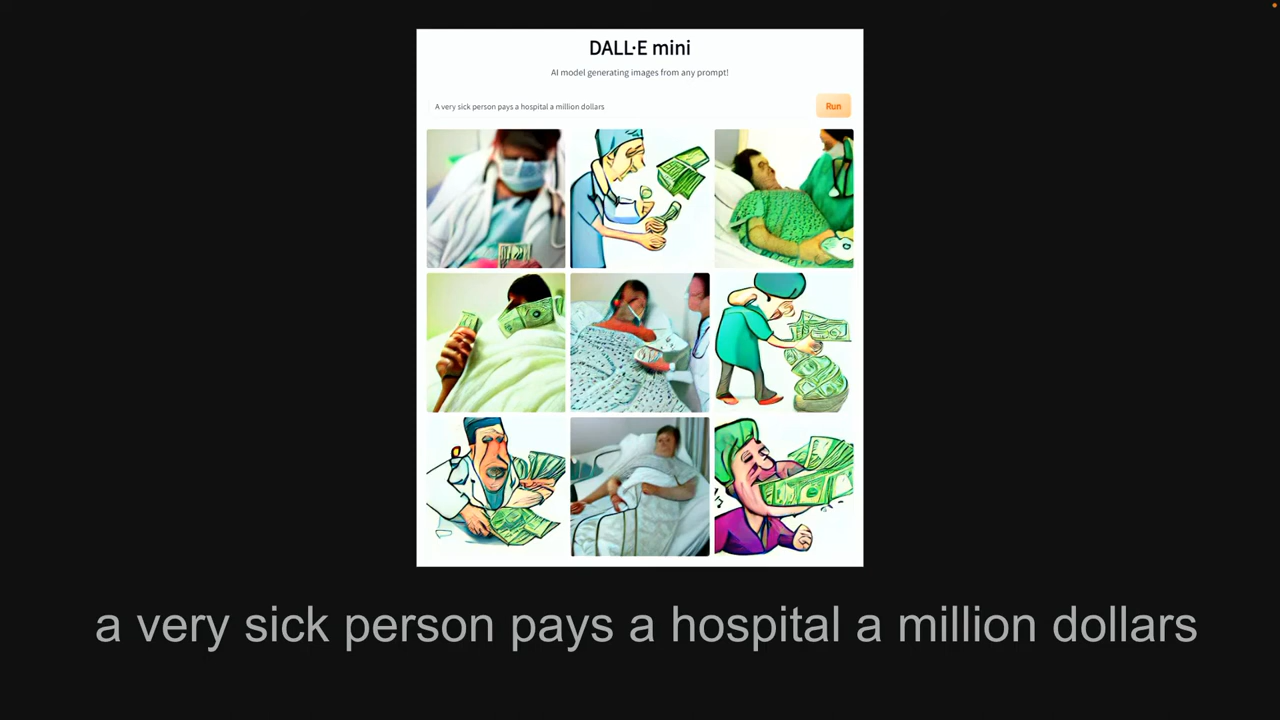 DALL·E mini
AI model generating images from any prompt!
A very sick person pays a hospital a million dollars
Run
a very sick person pays a hospital a million dollars